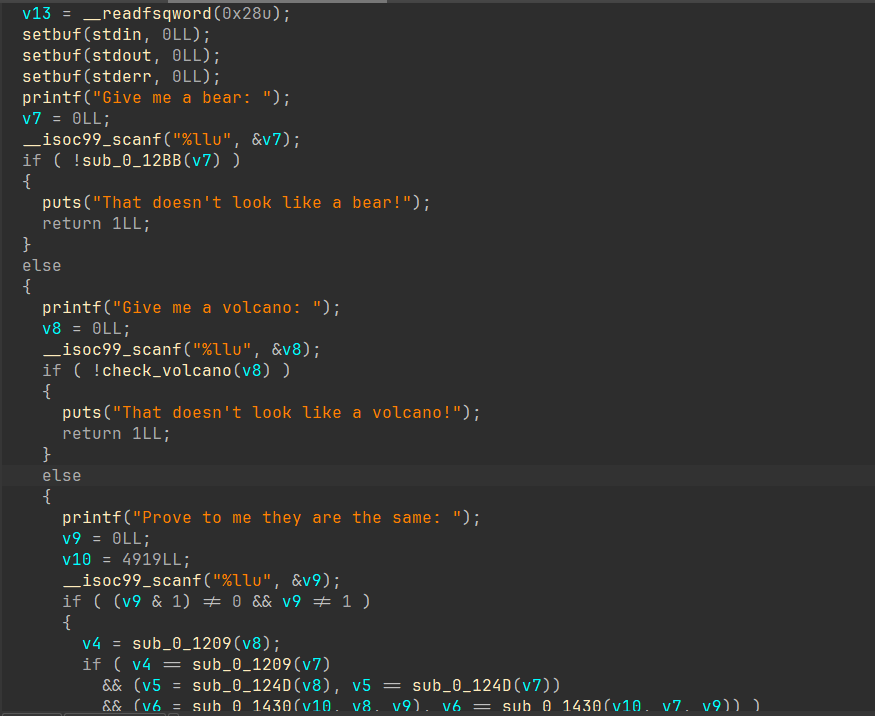 v13 = __readfsqword(0x28u);
setbuf(stdin, 0LL);
setbuf(stdout, 0LL);
setbuf(stderr, 0LL);
printf("Give me a bear: ");
v7 = 0LL;
__isoc99_scanf("%llu", &v7);
if ( !sub_0_12BB(v7) )
{
puts("That doesn't look like a bear!");
return 1LL;
}
else
{
printf("Give me a volcano: ");
v8 = 0LL;
__isoc99_scanf("%llu", &v8);
if ( !check_volcano(v8) )
{
puts("That doesn't look like a volcano!");
return 1LL;
}
else
{
printf("Prove to me they are the same: ");
v9 = 0LL;
v10 = 4919LL;
__isoc99_scanf("%llu", &v9);
if ( (v9 & 1) ≠ 0 && v9 ≠ 1 )
{
v4 = sub_0_1209(v8);
if ( v4 == sub_0_1209(v7)
&& (v5 = sub_0_124D(v8), v5 == sub_0_124D(v7))
&& (v6 = sub_0_1430(v10, v8, v9), v6 == sub_0_1430(v10, v7, v9)) )